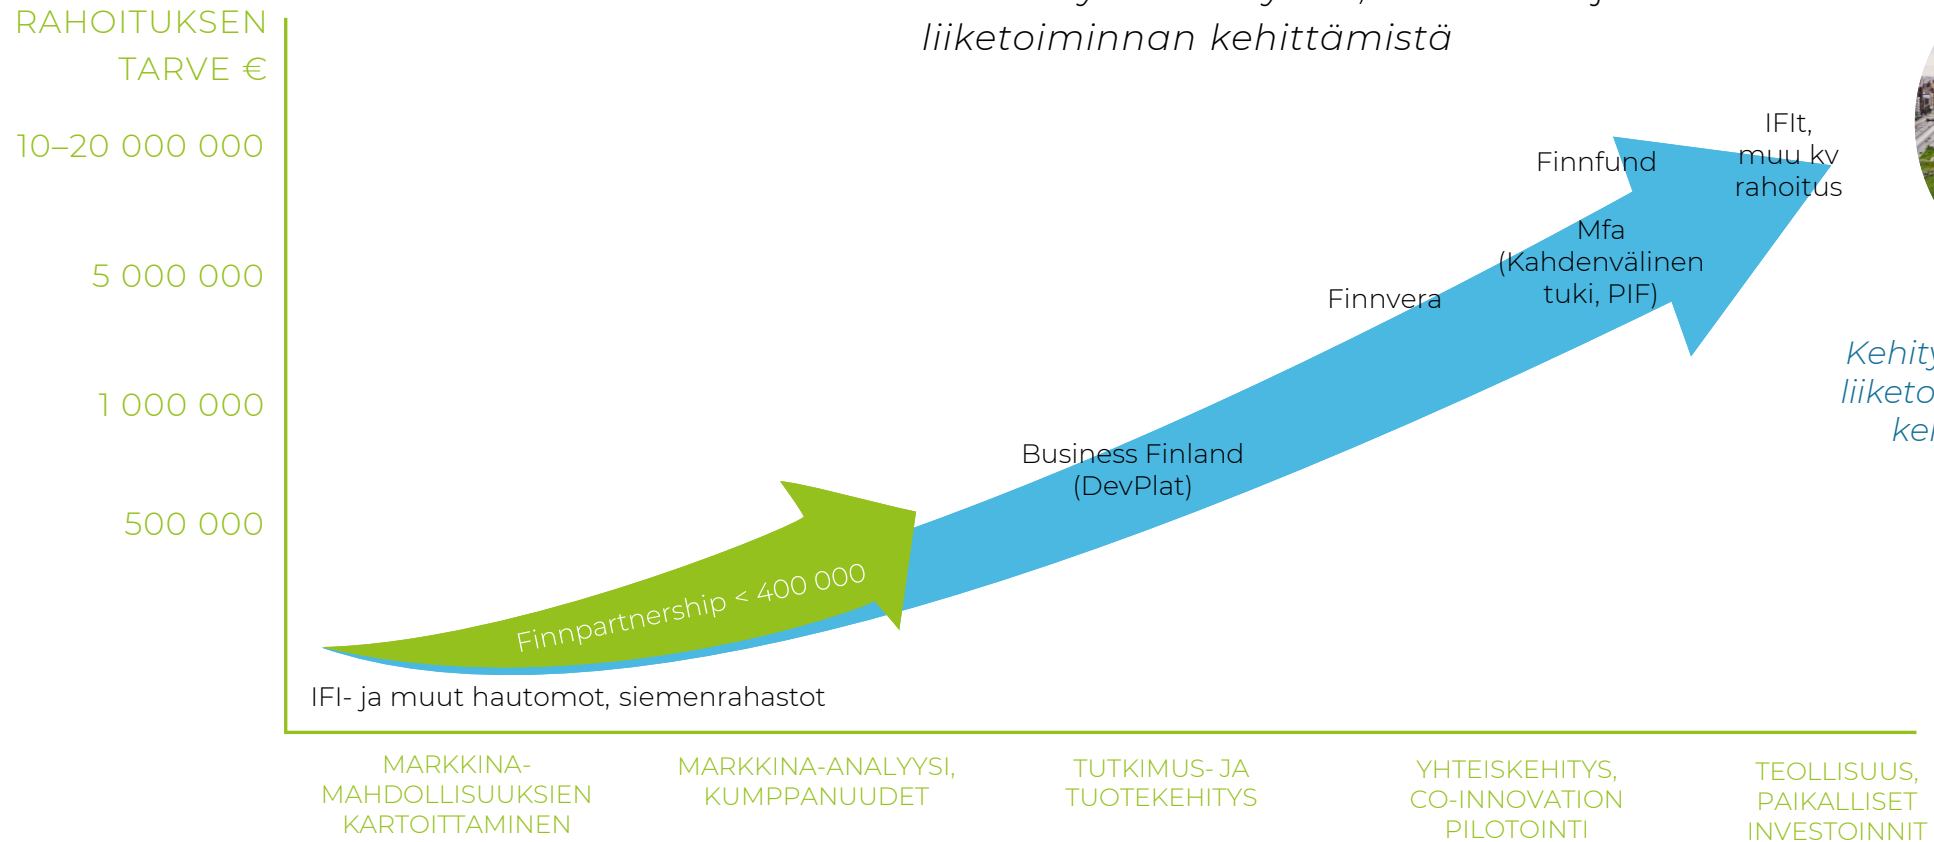 liiketoiminnan kehittämistä
RAHOITUKSEN
TARVE €
10–20 000 000
5 000 000
1 000 000
500 000
IFIt,
muu kv
rahoitus
Finnfund
Mfa
(Kahdenvälinen
tuki, PIF)
Finnvera
Business Finland
(DevPlat)
Finnpartnership < 400 000
IFI- ja muut hautomot, siemenrahastot
MARKKINA-
MAHDOLLISUUKSIEN
KARTOITTAMINEN
MARKKINA-ANALYYSI,
KUMPPANUUDET
TUTKIMUS- JA
TUOTEKEHITYS
YHTEISKEHITYS,
CO-INNOVATION
PILOTOINTI
TEOLLISUUS,
PAIKALLISET
INVESTOINNIT